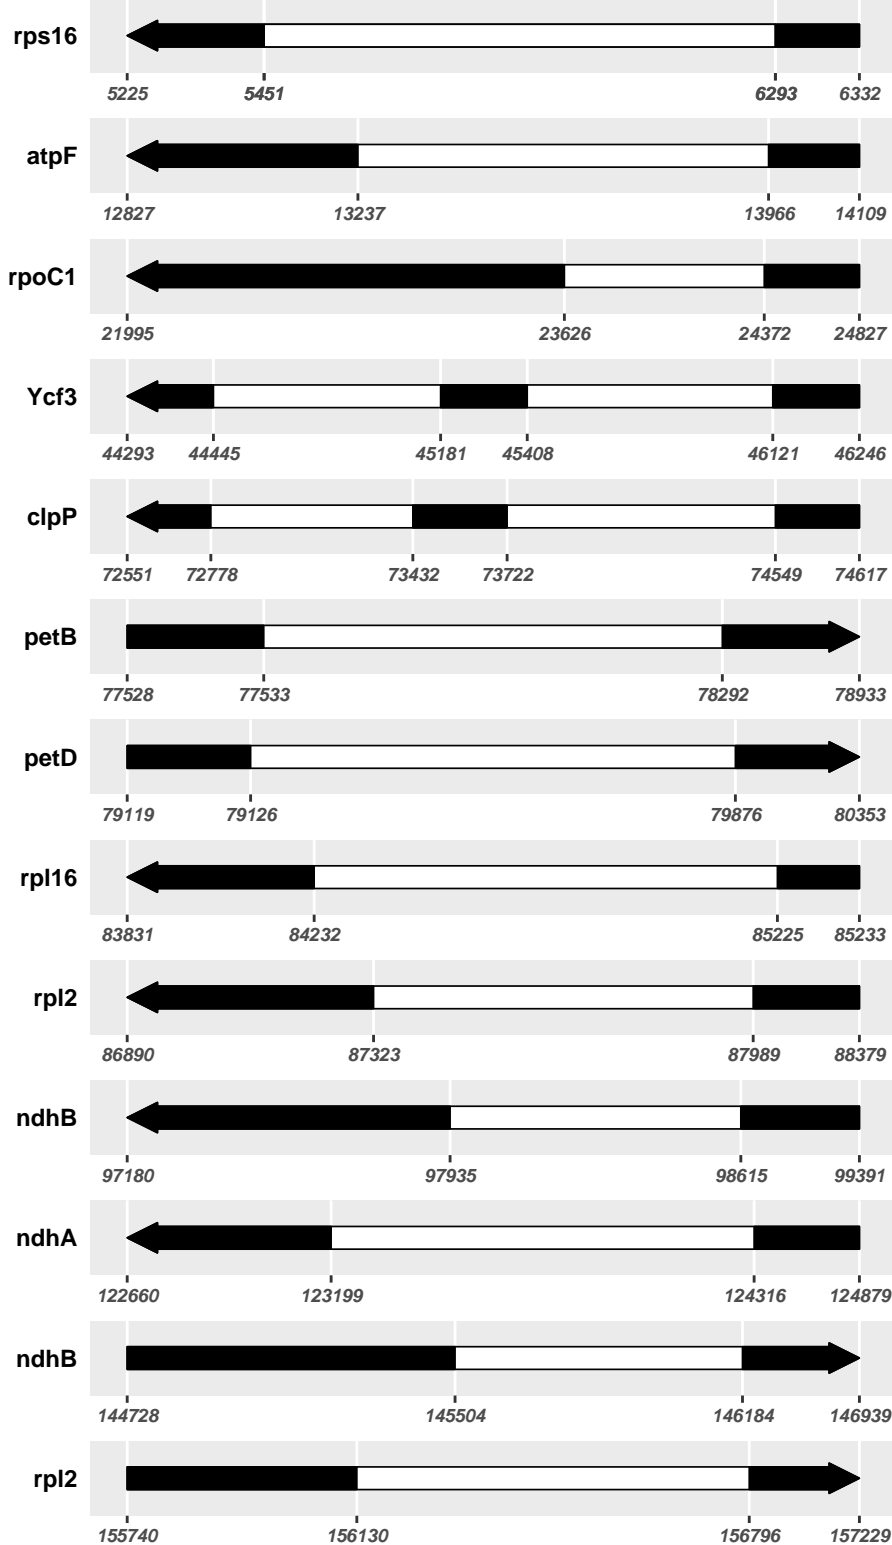 rps16
5225 5451 6293 6332
atpF
12827 13237 13966 14109
rpoC1
21995 23626 24372 24827
Ycf3
44293 44445 45181 45408 46121 46246
clpP
72551 72778 73432 73722 74549 74617
petB
77528 77533 78292 78933
petD
79119 79126 79876 80353
rpl16
83831 84232 85225 85233
rpl2
86890 87323 87989 88379
ndhB
97180 97935 98615 99391
ndhA
122660 123199 124316 124879
ndhB
144728 145504 146184 146939
rpl2
155740 156130 156796 157229